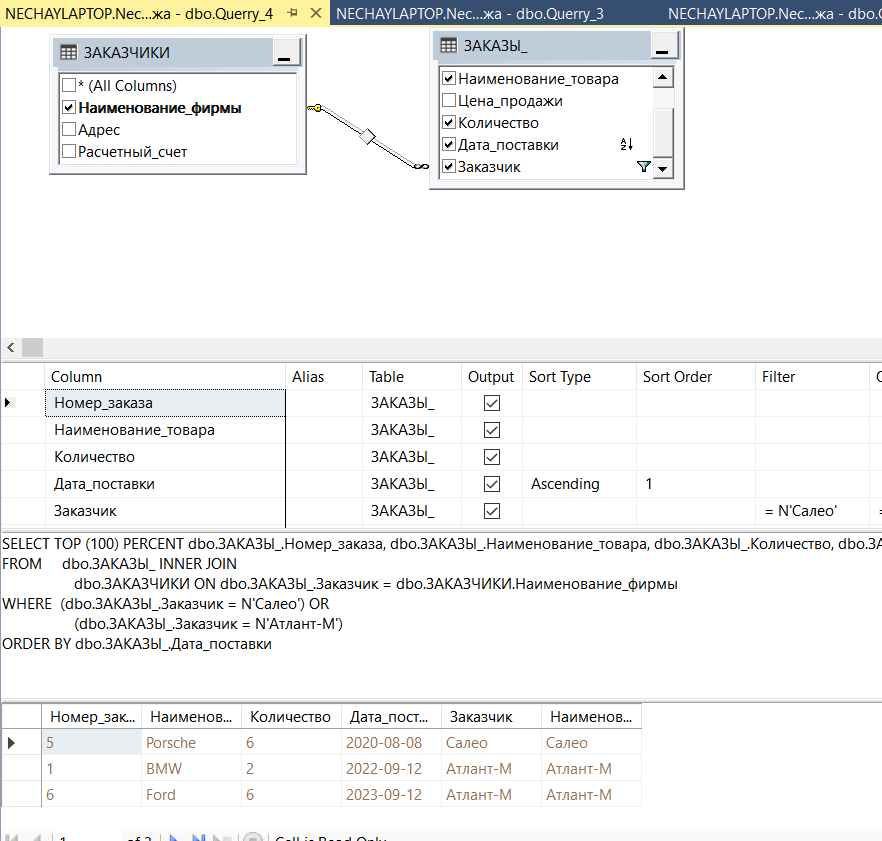 NECHAYLAPTOP.Nec...жа - dbo.Querry_4 NECHAYLAPTOP.Nec...жа - dbo.Querry_3 NECHAYLAPTOP.Nec...жа - dbo.
ЗАКАЗЧИКИ
* (All Columns)
Наименование_фирмы
Адрес
Расчетный_счет
ЗАКАЗЫ_
Наименование_товара
Цена_продажи
Количество
Дата_поставки
Заказчик
Column Alias Table Output Sort Type Sort Order Filter
Номер_заказа ЗАКАЗЫ_
Наименование_товара ЗАКАЗЫ_
Количество ЗАКАЗЫ_
Дата_поставки ЗАКАЗЫ_ Ascending 1
Заказчик ЗАКАЗЫ_ = N'Салео' =
SELECT TOP (100) PERCENT dbo.ЗАКАЗЫ_.Номер_заказа, dbo.ЗАКАЗЫ_.Наименование_товара, dbo.ЗАКАЗЫ_.Количество, dbo.ЗА
FROM dbo.ЗАКАЗЫ_ INNER JOIN
dbo.ЗАКАЗЧИКИ ON dbo.ЗАКАЗЫ_.Заказчик = dbo.ЗАКАЗЧИКИ.Наименование_фирмы
WHERE (dbo.ЗАКАЗЫ_.Заказчик = N'Салео') OR
(dbo.ЗАКАЗЫ_.Заказчик = N'Атлант-М')
ORDER BY dbo.ЗАКАЗЫ_.Дата_поставки
Номер_зак... Наименов... Количество Дата_пост... Заказчик Наименов...
5 Porsche 6 2020-08-08 Салео Салео
1 BMW 2 2022-09-12 Атлант-М Атлант-М
6 Ford 6 2023-09-12 Атлант-М Атлант-М
1 of 3 Cell is Read Only